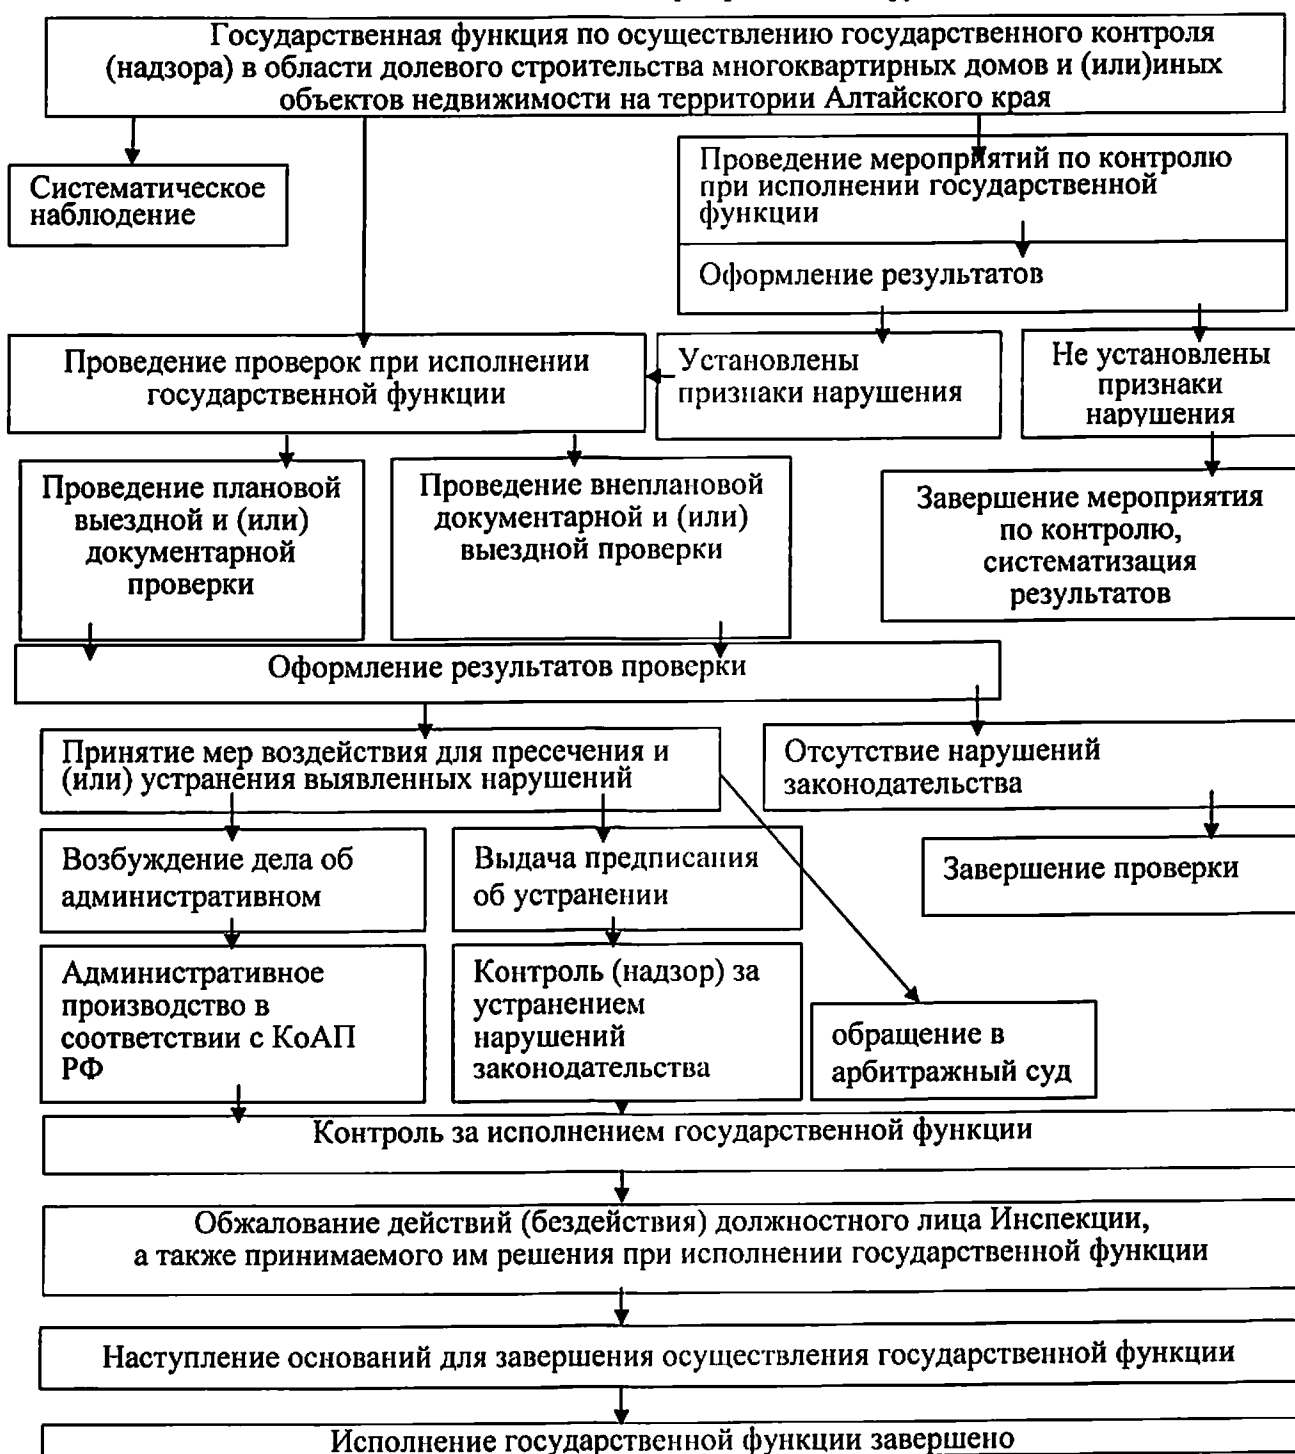 Государственная функция по осуществлению государственного контроля
(надзора) в области долевого строительства многоквартирных домов и (или)иных
объектов недвижимости на территории Алтайского края
Систематическое
наблюдение
Проведение мероприятий по контролю
при исполнении государственной
функции
Оформление результатов
Проведение проверок при исполнении
государственной функции
Установлены
признаки нарушения
Не установлены
признаки
нарушения
Проведение плановой
выездной и (или)
документарной
проверки
Проведение внеплановой
документарной и (или)
выездной проверки
Завершение мероприятия
по контролю,
систематизация
результатов
Оформление результатов проверки
Принятие мер воздействия для пресечения и
(или) устранения выявленных нарушений
Отсутствие нарушений
законодательства
Возбуждение дела об
административном
Выдача предписания
об устранении
Завершение проверки
Административное
производство в
соответствии с КоАП
РФ
Контроль (надзор) за
устранением
нарушений
законодательства
обращение в
арбитражный суд
Контроль за исполнением государственной функции
Обжалование действий (бездействия) должностного лица Инспекции,
а также принимаемого им решения при исполнении государственной функции
Наступление оснований для завершения осуществления государственной функции
Исполнение государственной функции завершено